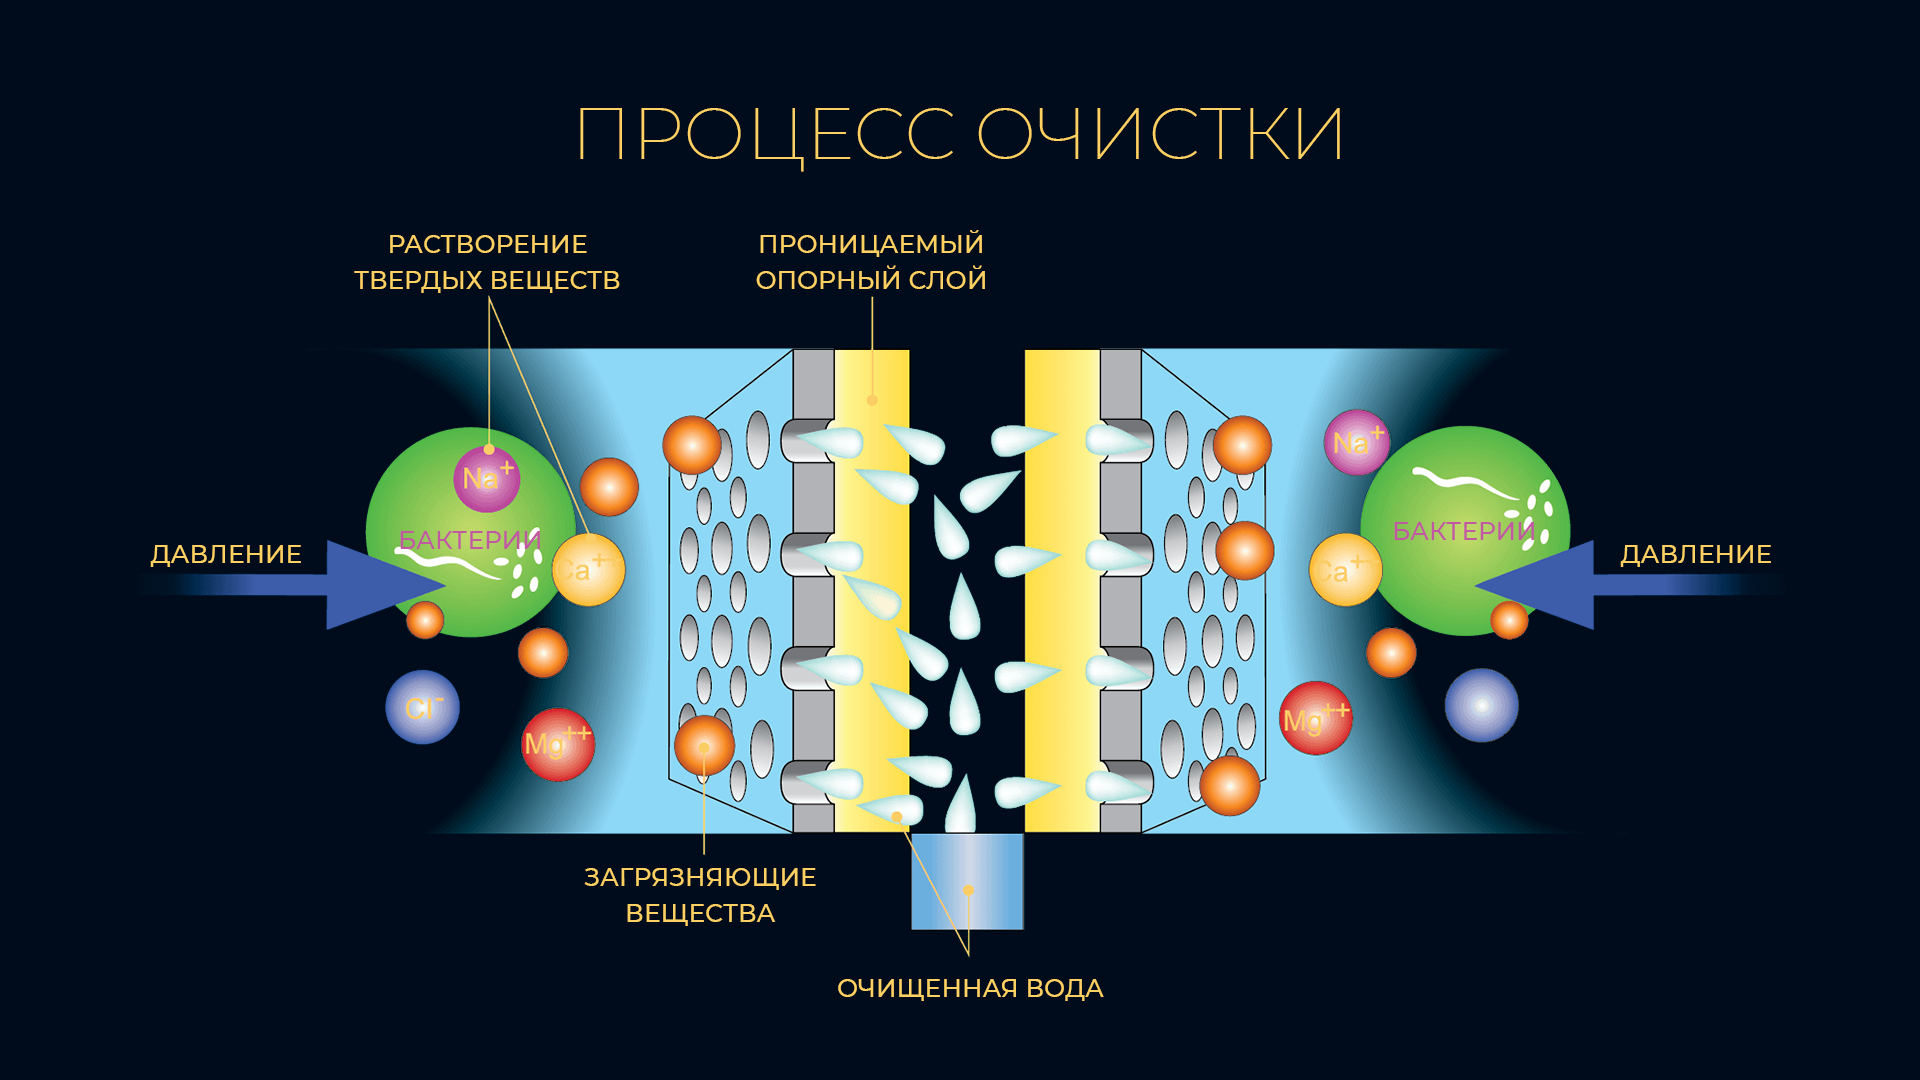 ПРОЦЕСС ОЧИСТКИ
РАСТВОРЕНИЕ
ТВЕРДЫХ ВЕЩЕСТВ
ПРОНИЦАЕМЫЙ
ОПОРНЫЙ СЛОЙ
Na+
Na+
БАКТЕРИИ
БАКТЕРИИ
ДАВЛЕНИЕ
ДАВЛЕНИЕ
Ca++
Ca++
Cl-
Mg++
Mg++
ЗАГРЯЗНЯЮЩИЕ
ВЕЩЕСТВА
ОЧИЩЕННАЯ ВОДА